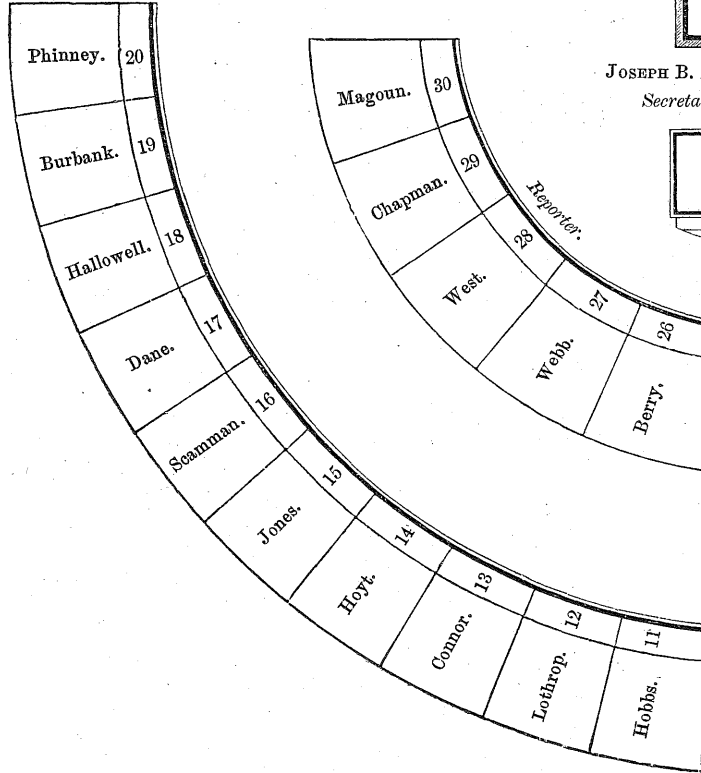 Phinney. 20
Burbank. 19
Hallowell. 18
Dane. 17
Scamman. 16
Jones. 15
Hoyt. 14
Connor. 13
Lothrop. 12
Hobbs. 11
Magoun. 30
Chapman. 29
West. 28
Webb. 27
Berry. 26
Reporter.
JOSEPH B.
Secreta